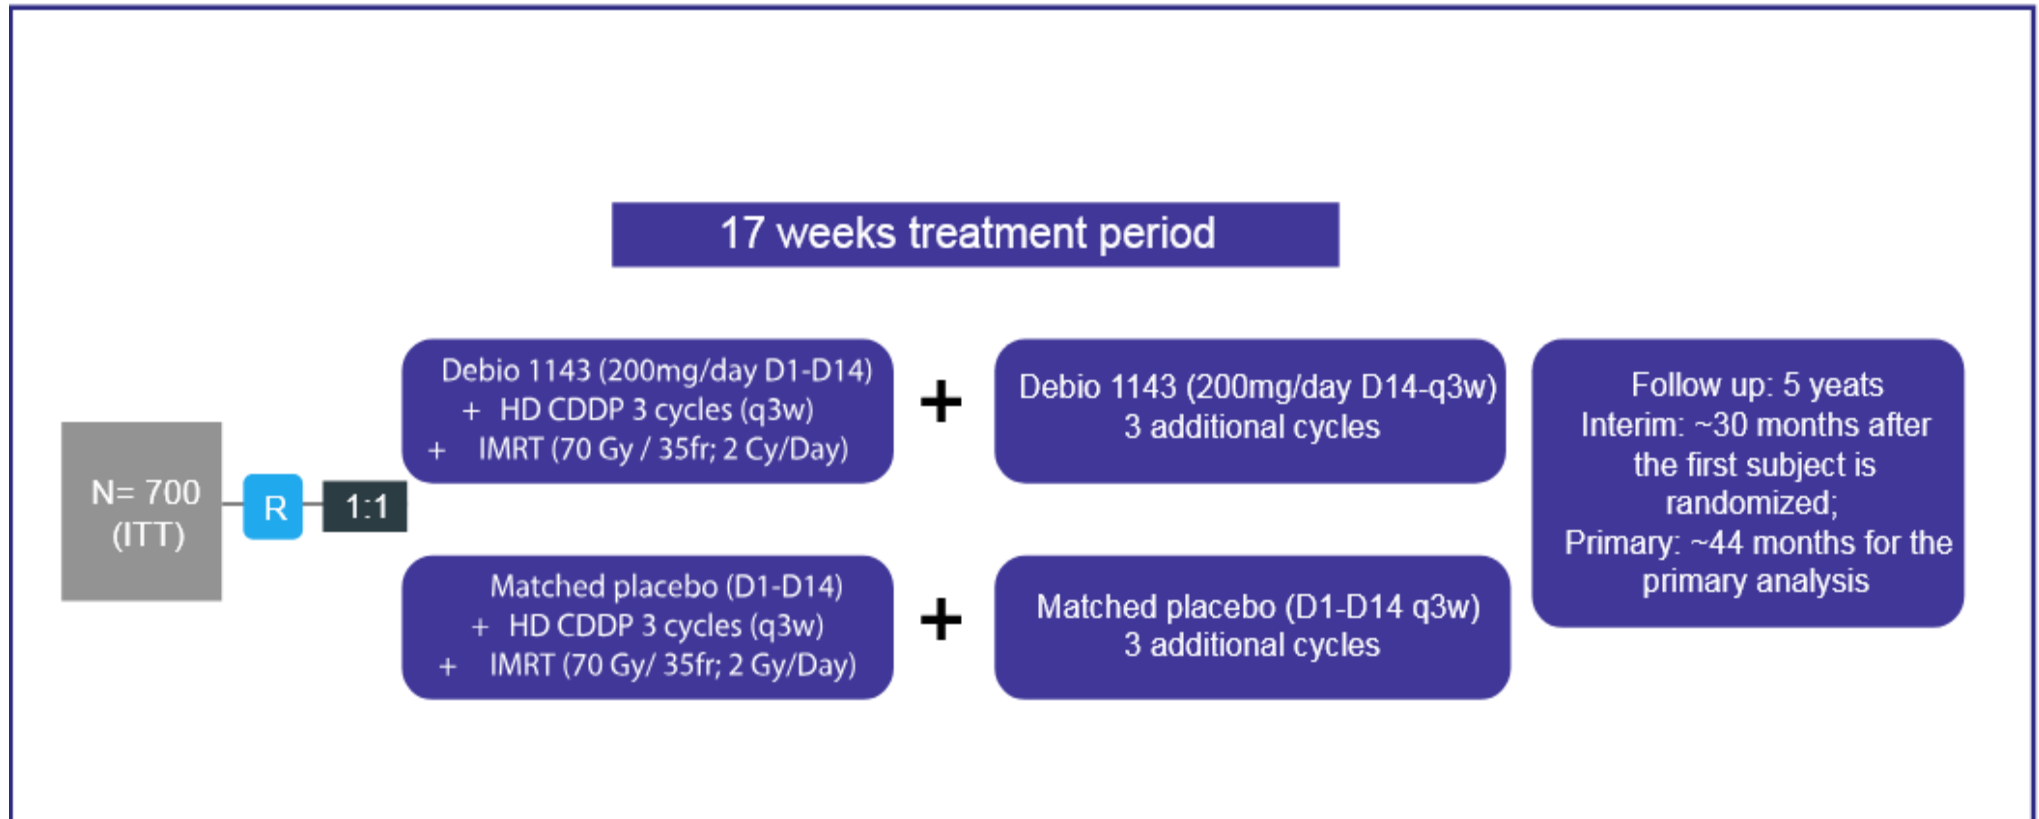 17 weeks treatment period
N= 700
(ITT)
R
1:1
Debio 1143 (200mg/day D1-D14)
+ HD CDDP 3 cycles (q3w)
+ IMRT (70 Gy / 35fr; 2 Cy/Day)
+
Debio 1143 (200mg/day D14-q3w)
3 additional cycles
Matched placebo (D1-D14)
+ HD CDDP 3 cycles (q3w)
+ IMRT (70 Gy/ 35fr; 2 Gy/Day)
+
Matched placebo (D1-D14 q3w)
3 additional cycles
Follow up: 5 yeats
Interim: ~30 months after
the first subject is
randomized;
Primary: ~44 months for the
primary analysis